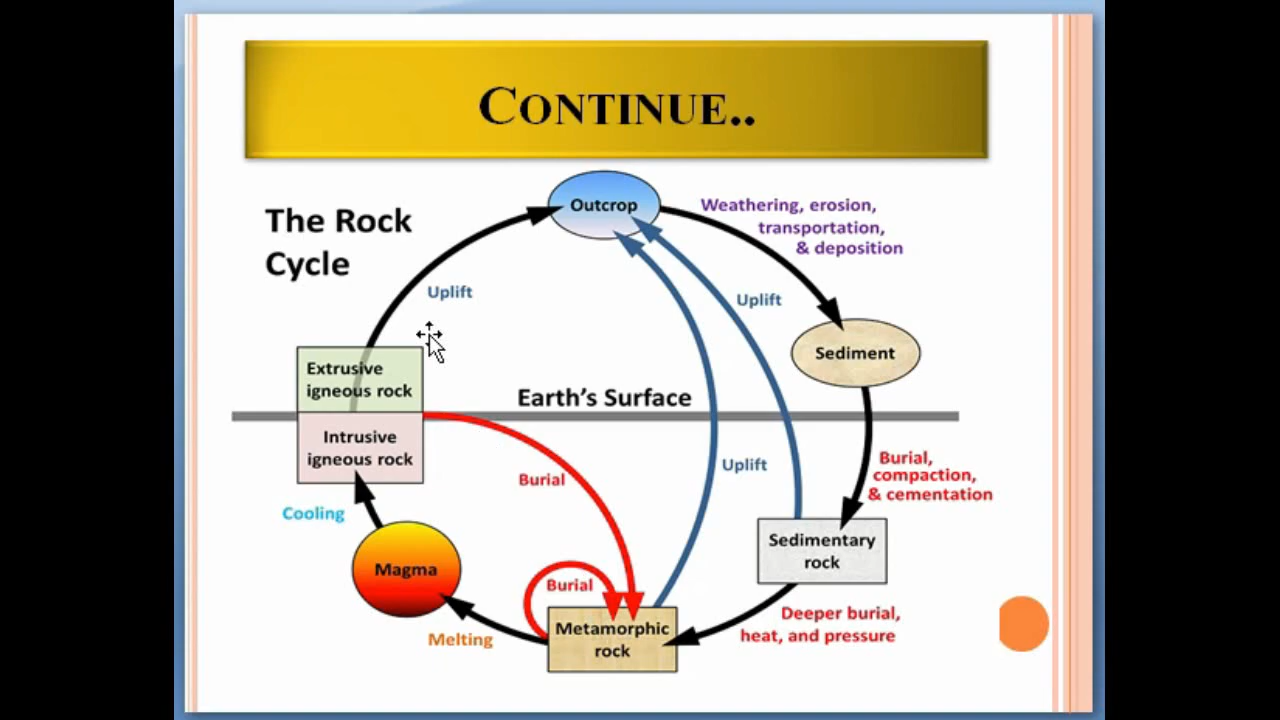 CONTINUE..
The Rock
Cycle
Outcrop
Weathering, erosion,
transportation,
& deposition
Uplift
Uplift
Sediment
Extrusive
igneous rock
Earth's Surface
Intrusive
igneous rock
Burial
Uplift
Burial,
compaction,
& cementation
Cooling
Magma
Sedimentary
rock
Burial
Metamorphic
rock
Melting
Deeper burial,
heat, and pressure